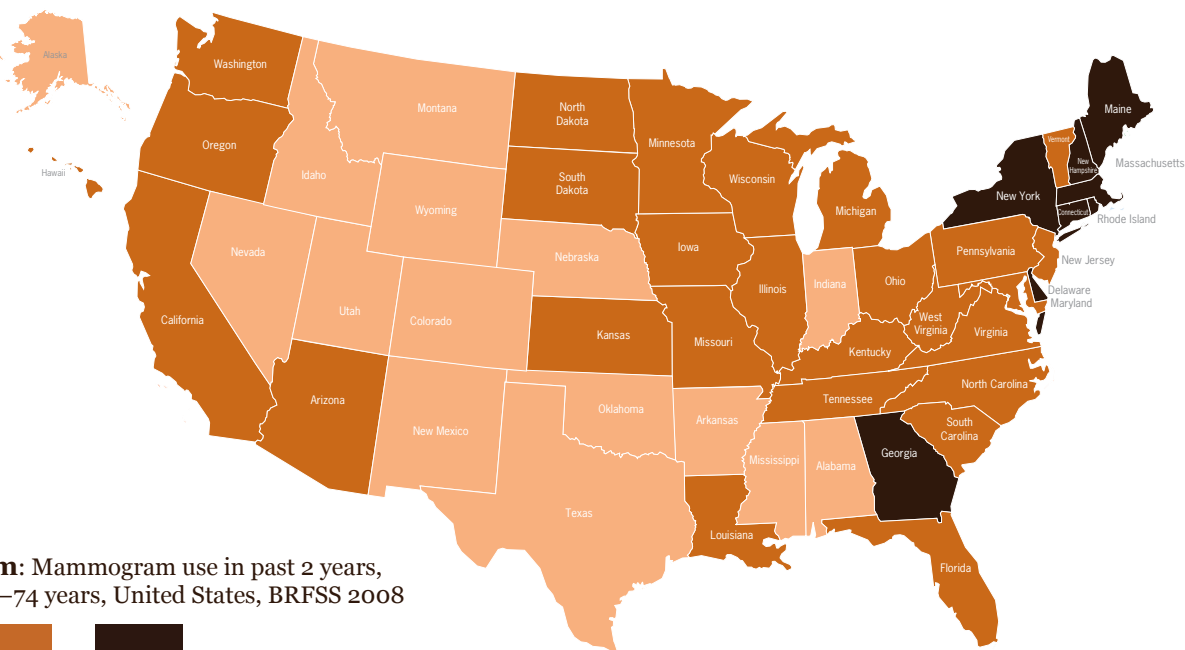 Alaska
Washington
Montana
North
Dakota
Minnesota
Maine
Oregon
Vermont
New
Hampshire
Massachusetts
Hawaii
Idaho
South
Dakota
Wisconsin
Wyoming
Michigan
New York
Connecticut
Rhode Island
Nevada
Nebraska
Iowa
Pennsylvania
New Jersey
Utah
Colorado
Illinois
Indiana
Ohio
Delaware
Maryland
California
Kansas
Missouri
West
Virginia
Virginia
Kentucky
Arizona
Oklahoma
Tennessee
North Carolina
New Mexico
Arkansas
South
Carolina
Mississippi
Alabama
Georgia
Texas
Louisiana
Florida
m: Mammogram use in past 2 years,
–74 years, United States, BRFSS 2008